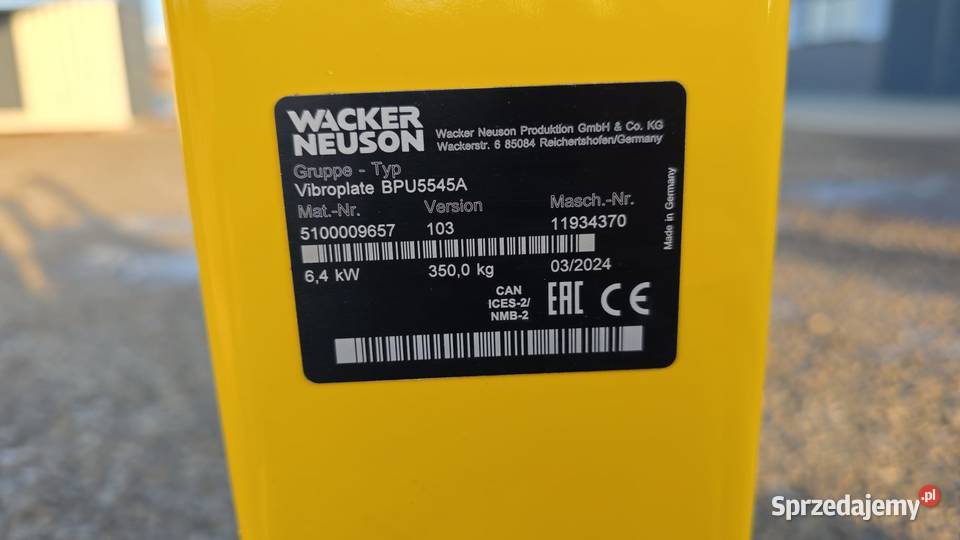 WACKER
NEUSON
Wacker Neuson Produktion GmbH & Co. KG
Wackerstr. 6 85084 Reichertshofen/Germany
Gruppe - Typ
Vibroplate BPU5545A
Mat.-Nr. Version Masch.-Nr.
5100009657 103 11934370
6,4 kW 350,0 kg 03/2024
CAN
ICES-2/
NMB-2
EAC CE
Made in Germany
Sprzedajemy.pl